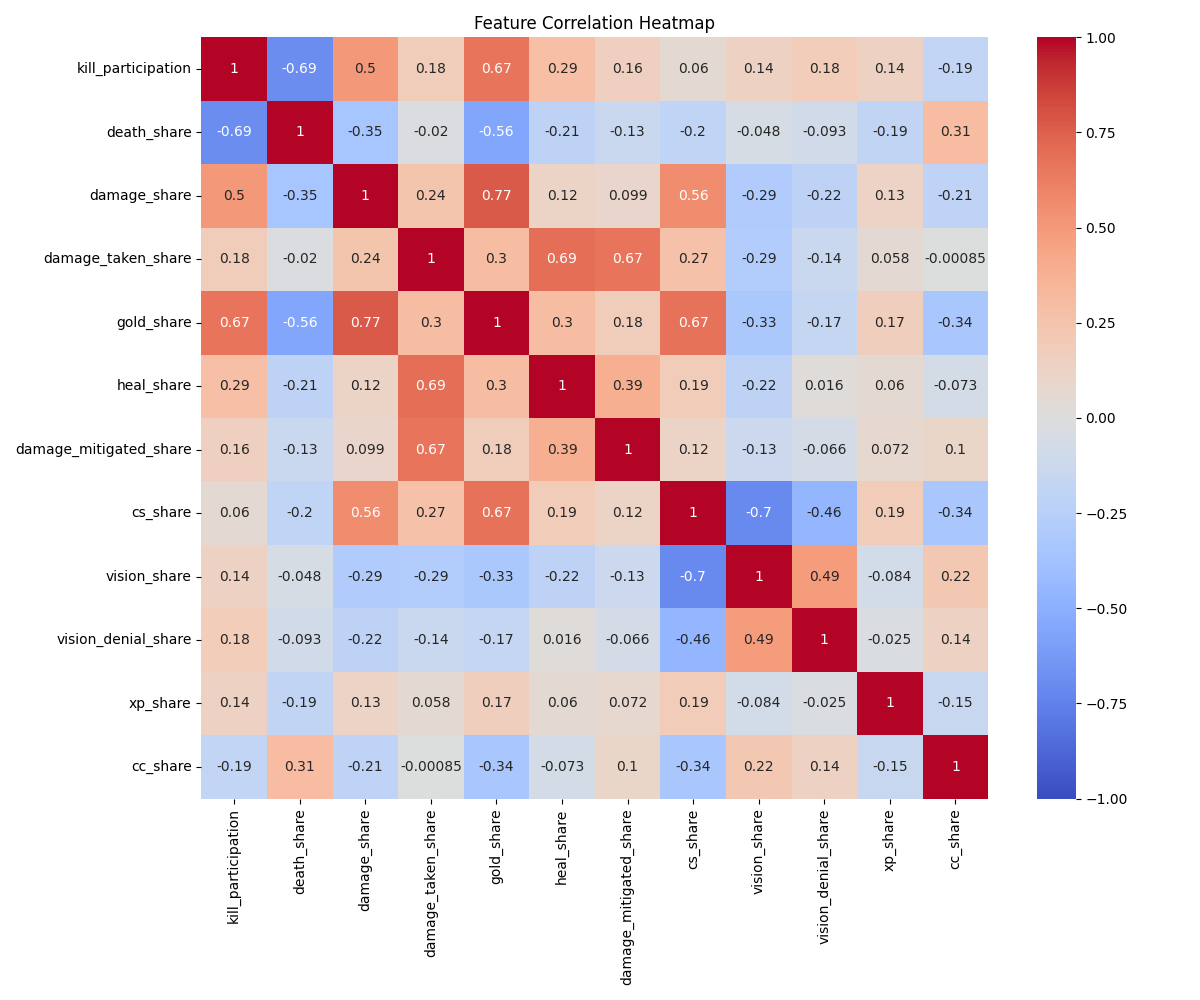 Feature Correlation Heatmap
kill_participation 1 -0.69 0.5 0.18 0.67 0.29 0.16 0.06 0.14 0.18 0.14 -0.19
death_share -0.69 1 -0.35 -0.02 -0.56 -0.21 -0.13 -0.2 -0.048 -0.093 -0.19 0.31
damage_share 0.5 -0.35 1 0.24 0.77 0.12 0.099 0.56 -0.29 -0.22 0.13 -0.21
damage_taken_share 0.18 -0.02 0.24 1 0.3 0.69 0.67 0.27 -0.29 -0.14 0.058 -0.00085
gold_share 0.67 -0.56 0.77 0.3 1 0.3 0.18 0.67 -0.33 -0.17 0.17 -0.34
heal_share 0.29 -0.21 0.12 0.69 0.3 1 0.39 0.19 -0.22 0.016 0.06 -0.073
damage_mitigated_share 0.16 -0.13 0.099 0.67 0.18 0.39 1 0.12 -0.13 -0.066 0.072 0.1
cs_share 0.06 -0.2 0.56 0.27 0.67 0.19 0.12 1 -0.7 -0.46 0.19 -0.34
vision_share 0.14 -0.048 -0.29 -0.29 -0.33 -0.22 -0.13 -0.7 1 0.49 -0.084 0.22
vision_denial_share 0.18 -0.093 -0.22 -0.14 -0.17 0.016 -0.066 -0.46 0.49 1 -0.025 0.14
xp_share 0.14 -0.19 0.13 0.058 0.17 0.06 0.072 0.19 -0.084 -0.025 1 -0.15
cc_share -0.19 0.31 -0.21 -0.00085 -0.34 -0.073 0.1 -0.34 0.22 0.14 -0.15 1
kill_participation
death_share
damage_share
damage_taken_share
gold_share
heal_share
damage_mitigated_share
cs_share
vision_share
vision_denial_share
xp_share
cc_share
1.00
0.75
0.50
0.25
0.00
−0.25
−0.50
−0.75
−1.00